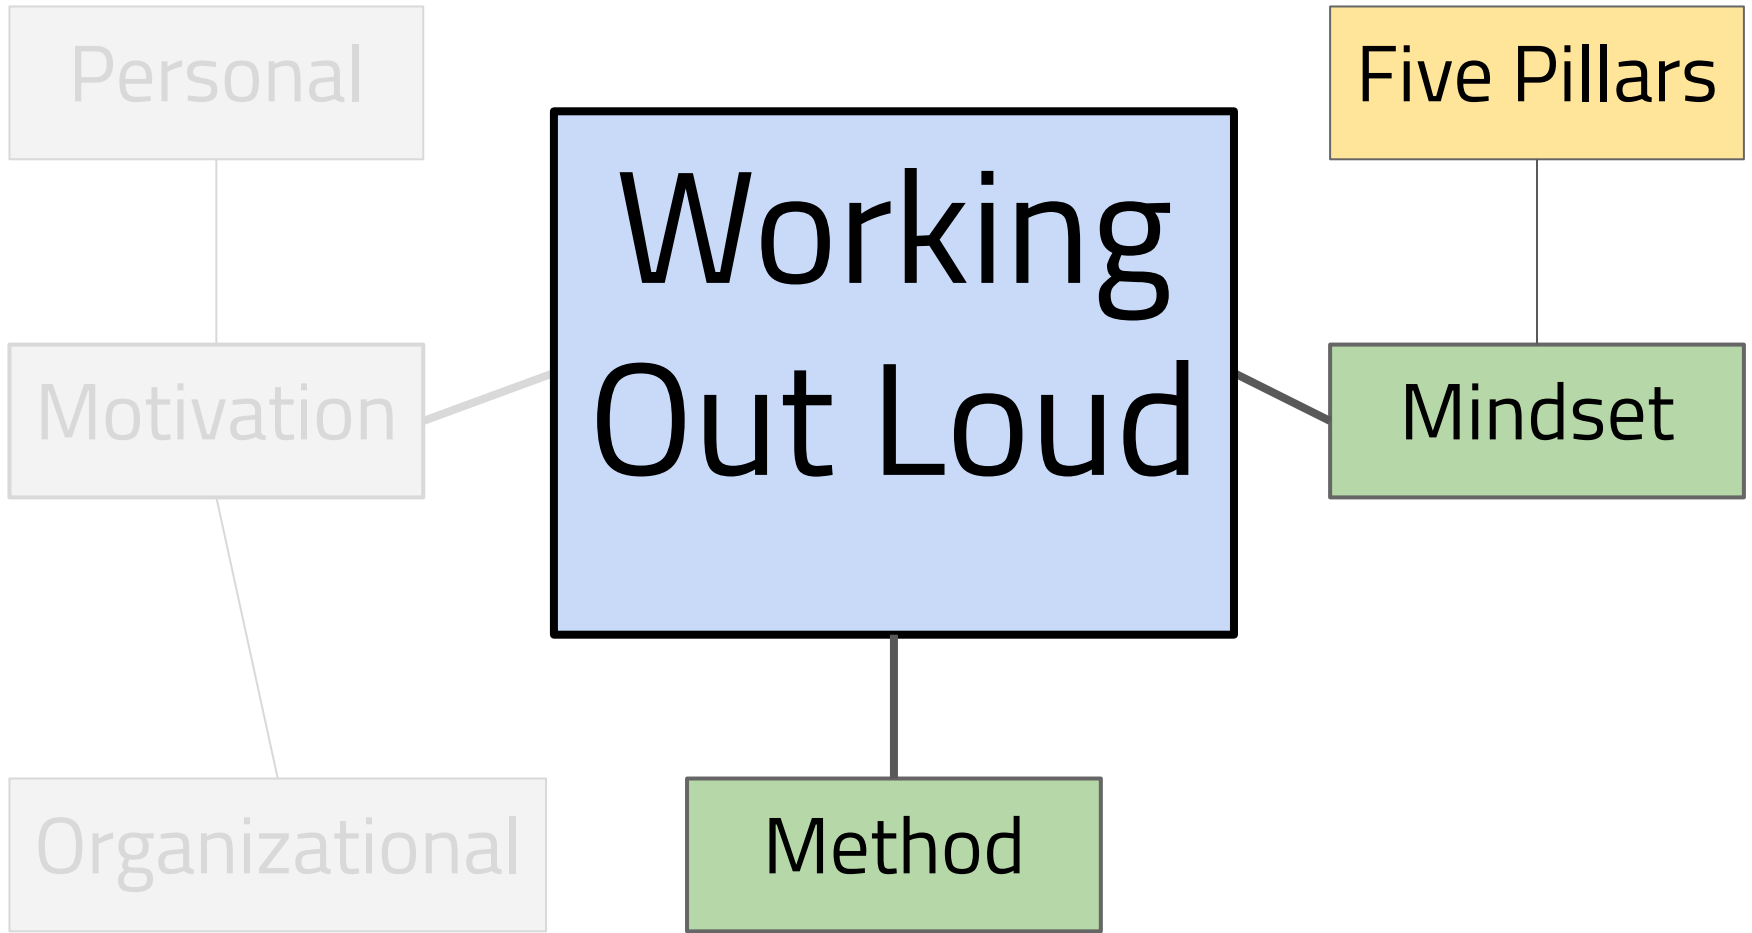 Personal
Five Pillars
Working
Out Loud
Motivation
Mindset
Organizational
Method